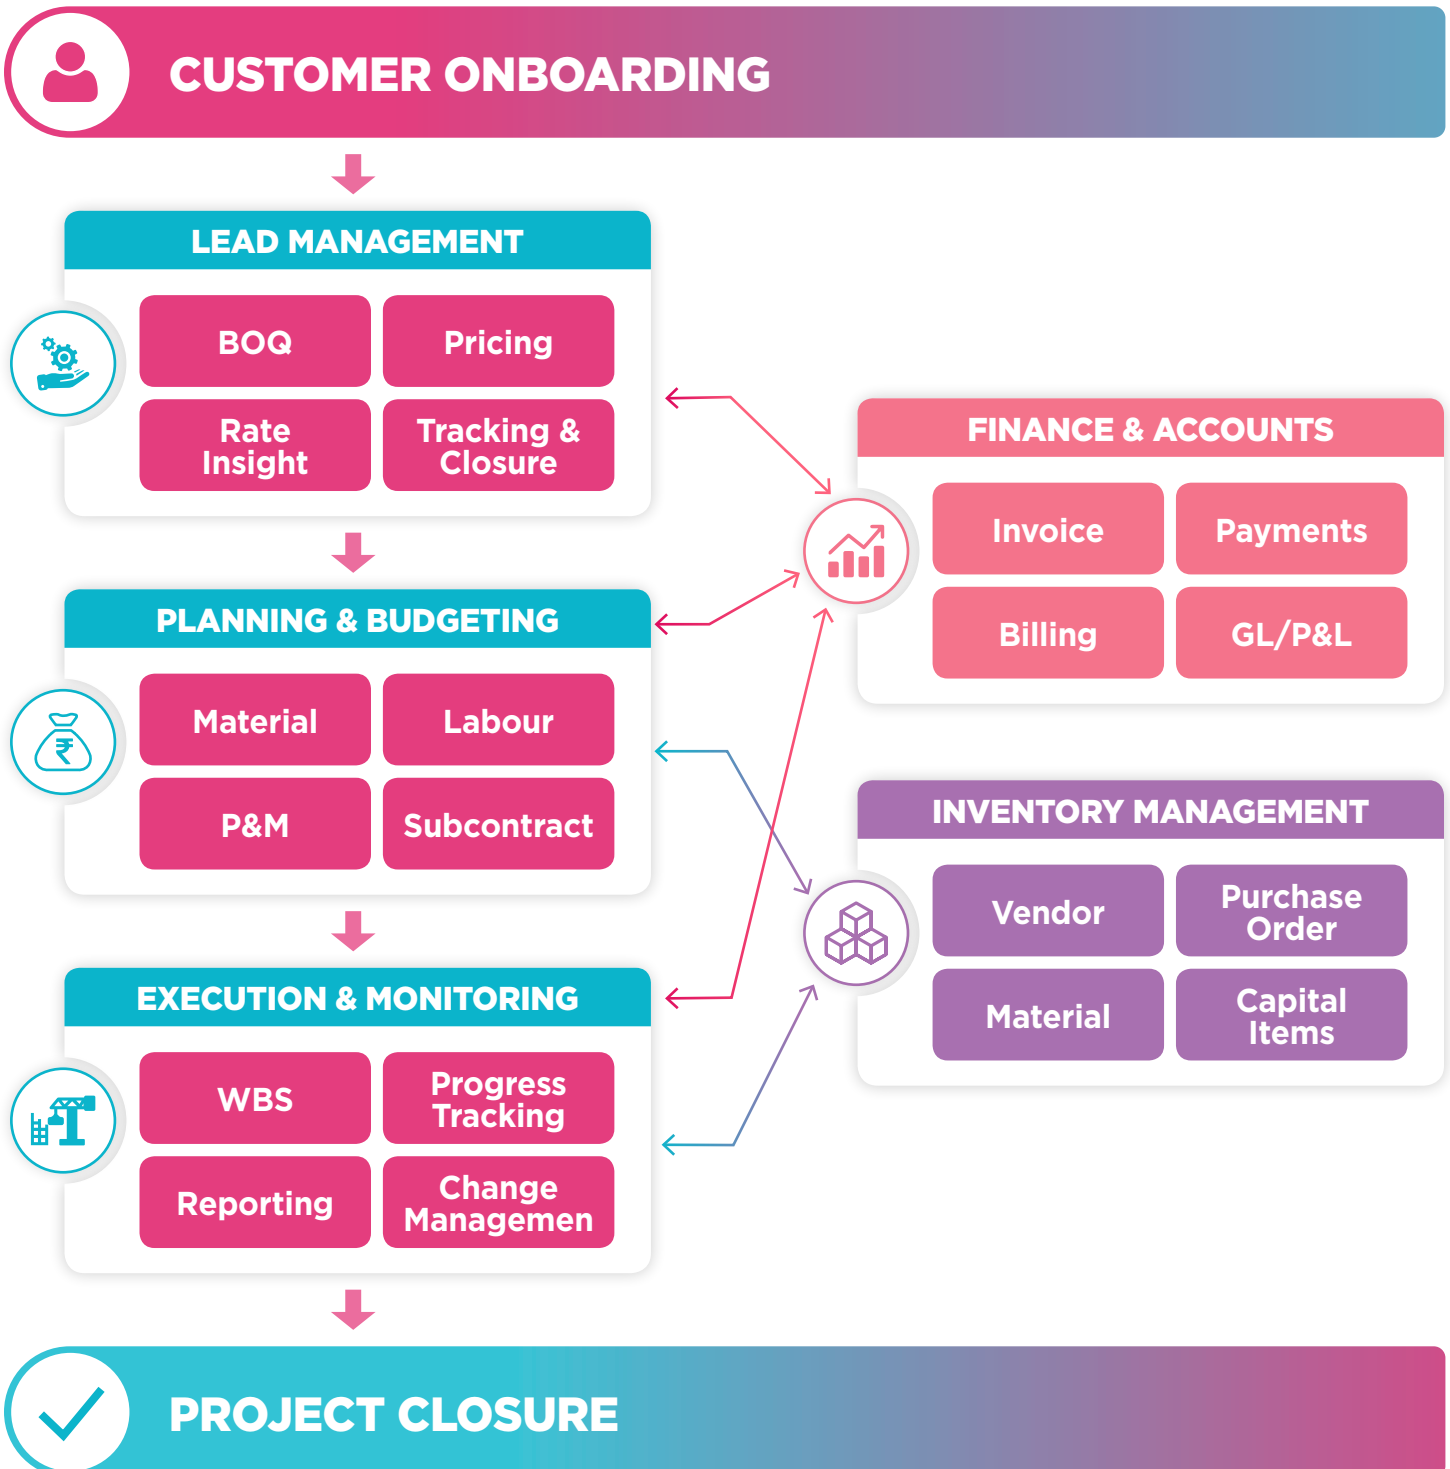 CUSTOMER ONBOARDING
LEAD MANAGEMENT
BOQ
Pricing
Rate
Insight
Tracking &
Closure
FINANCE & ACCOUNTS
Invoice
Payments
Billing
GL/P&L
PLANNING & BUDGETING
₹
Material
Labour
P&M
Subcontract
INVENTORY MANAGEMENT
Vendor
Purchase
Order
Material
Capital
Items
EXECUTION & MONITORING
WBS
Progress
Tracking
Reporting
Change
Managemen
PROJECT CLOSURE